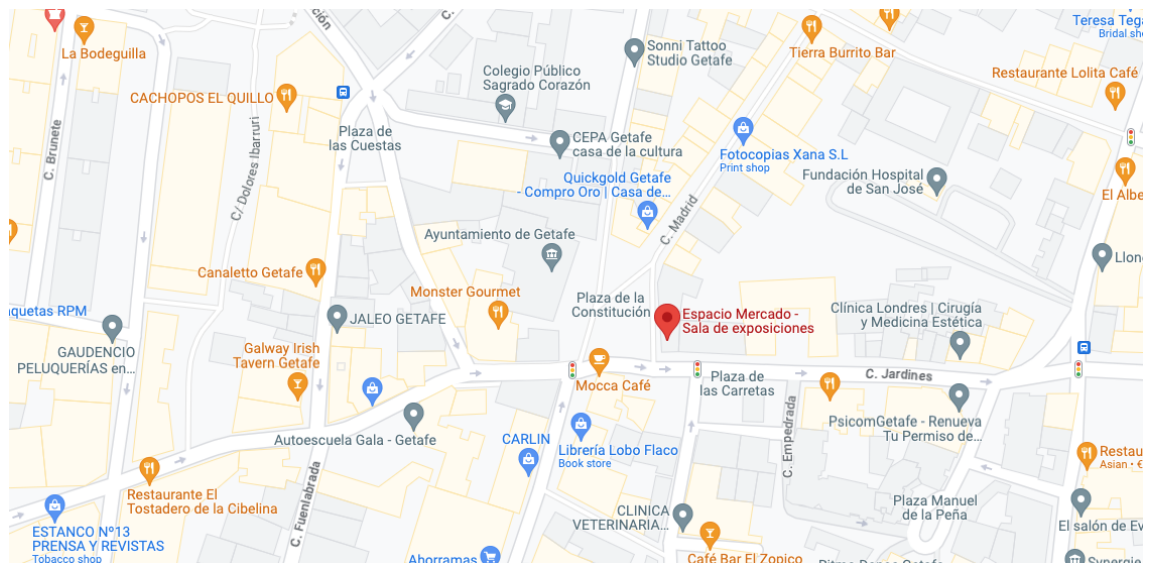 ción
C.
La Bodeguilla
Sonni Tattoo
Studio Getafe
Tierra Burrito Bar
Teresa Tega
Bridal sh
Colegio Público
Sagrado Corazón
Restaurante Lolita Café
CACHOPOS EL QUILLO
Plaza de
las Cuestas
CEPA Getafe
casa de la cultura
Fotocopias Xana S.L
Print shop
C. Brunete
C/ Dolores Ibarruri
Quickgold Getafe
- Compro Oro | Casa de...
Fundación Hospital
de San José
El Albe
C. Madrid
Ayuntamiento de Getafe
Canaletto Getafe
Llon
Monster Gourmet
Plaza de la
Constitución
Espacio Mercado -
Sala de exposiciones
Clínica Londres | Cirugía
y Medicina Estética
quetas RPM
JALEO GETAFE
GAUDENCIO
PELUQUERÍAS en...
Galway Irish
Tavern Getafe
Mocca Café
Plaza de
las Carretas
C. Jardines
PsicomGetafe - Renueva
Tu Permiso de...
Autoescuela Gala - Getafe
CARLIN
Librería Lobo Flaco
Book store
C. Empedrada
Restau
Asian • €
Restaurante El
Tostadero de la Cibelina
C. Fuenlabrada
Plaza Manuel
de la Peña
CLINICA
VETERINARIA...
El salón de Ev
ESTANCO Nº13
PRENSA Y REVISTAS
Tobacco shop
Ahorramas
Café Bar El Zopico
Synergie